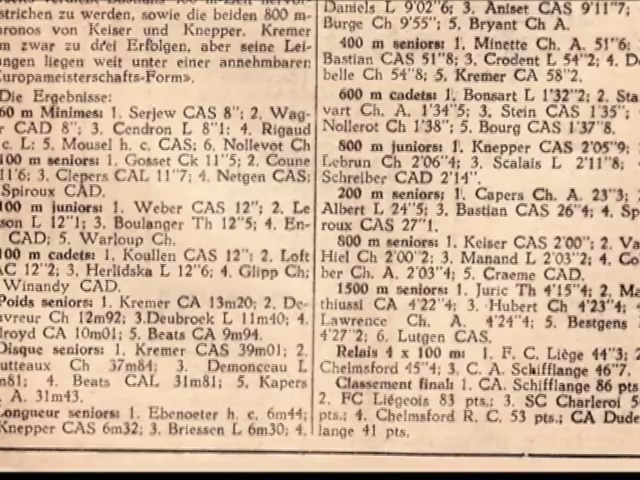 strichen zu werden, sowie die beiden 800 m-
hronos von Keiser und Knepper. Kremer
m zwar zu drei Erfolgen, aber seine Lei-
ngen liegen weit unter einer annehmbaren
Europameisterschafts-Form».
Die Ergebnisse:
60 m Minimes: 1. Serjew CAS 8"; 2. Wag-
r CAD 8"; 3. Cendron L 8"1; 4. Rigaud
c. L; 5. Mousel h. c. CAS; 6. Nollevot Ch
100 m seniors: 1. Gosset Ck 11"5; 2. Coune
11"6; 3. Clepers CAL 11"7; 4. Netgen CAS;
Spiroux CAD.
100 m juniors: 1. Weber CAS 12"; 2. Le
son L 12"1; 3. Boulanger Th 12"5; 4. En-
CAD; 5. Warloup Ch.
100 m cadets: 1. Koullen CAS 12"; 2. Loft
AC 12"2; 3. Herlidska L 12"6; 4. Glipp Ch;
Winandy CAD.
Poids seniors: 1. Kremer CA 13m20; 2. De-
avreur Ch 12m92; 3.Deubroek L 11m40; 4.
lroyd CA 10m01; 5. Beats CA 9m94.
Disque seniors: 1. Kremer CAS 39m01; 2.
utteaux Ch 37m84; 3. Demonceau L
m81; 4. Beats CAL 31m81; 5. Kapers
A. 31m43.
Longueur seniors: 1. Ebenoeter h. c. 6m44;
Knepper CAS 6m32; 3. Briessen L 6m30; 4.
Daniels L 9'02"6; 3. Aniset CAS 9'11"7;
Burge Ch 9'55"; 5. Bryant Ch A.
400 m seniors: 1. Minette Ch. A. 51"6;
Bastian CAS 51"8; 3. Crodent L 54"2; 4. De
belle Ch 54"8; 5. Kremer CA 58"2.
600 m cadets: 1. Bonsart L 1'32"2; 2. Sta
vart Ch. A. 1'34"5; 3. Stein CAS 1'35";
Nollerot Ch 1'38"; 5. Bourg CAS 1'37"8.
800 m juniors: 1. Knepper CAS 2'05"9;
Lebrun Ch 2'06"4; 3. Scalais L 2'11"8;
Schreiber CAD 2'14".
200 m seniors: 1. Capers Ch. A. 23"3;
Albert L 24"5; 3. Bastian CAS 26"4; 4. Sp
roux CAS 27"1.
800 m seniors: 1. Keiser CAS 2'00"; 2. Va
Hiel Ch 2'00"2; 3. Manand L 2'03"2; 4. Co
ber Ch. A. 2'03"4; 5. Craeme CAD.
1500 m seniors: 1. Juric Th 4'15"4; 2. Ma
thiussi CA 4'22"4; 3. Hubert Ch 4'23"4;
Lawrence Ch. A. 4'24"4; 5. Bestgens
4'27"2; 6. Lutgen CAS.
Relais 4 x 100 m: 1. F. C. Liége 44"3; 2
Chelmsford 45"4; 3. C. A. Schifflange 46"7.
Classement final: 1. CA. Schifflange 86 pts
2. FC Liégeois 83 pts.; 3. SC Charleroi 5
pts.; 4. Chelmsford R. C. 53 pts.; CA Dude
lange 41 pts.